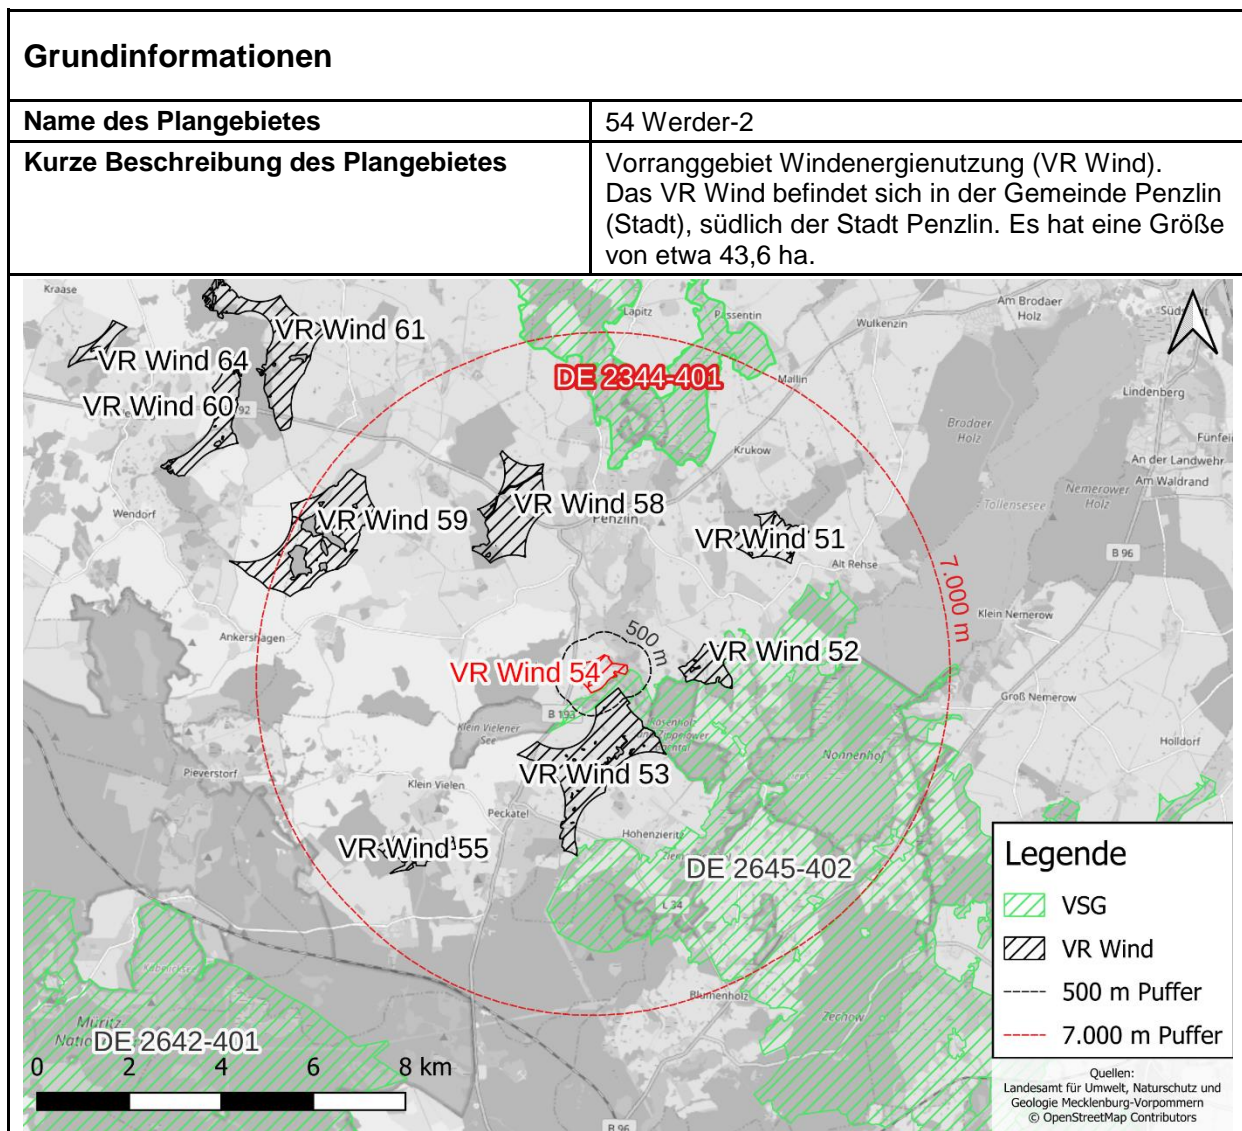 Grundinformationen
Name des Plangebietes
54 Werder-2
Kurze Beschreibung des Plangebietes
Vorranggebiet Windenergienutzung (VR Wind).
Das VR Wind befindet sich in der Gemeinde Penzlin
(Stadt), südlich der Stadt Penzlin. Es hat eine Größe
von etwa 43,6 ha.
Kraase
Lapitz
Passentin
Am Brodaer
Holz
VR Wind 61
Wulkenzin
VR Wind 64
DE 2344-401
Mallin
Lindenberg
VR Wind 60
92
Brodaer
Holz
Krukow
An der Landwehr
Am Waldrand
Nemerower
Holz
Tollensesee
Wendorf
VR Wind 59
VR Wind 58
Penzlin
VR Wind 51
Alt Rehse
B 96
7.000 m
Klein Nemerow
Ankershagen
500 m
VR Wind 54
VR Wind 52
Groß Nemerow
B 193
Klein Vielener
See
Nonnenhof
Holldorf
Pieverstorf
Klein Vielen
VR Wind 53
Peckatel
Hohenzieritz
VR Wind 55
DE 2645-402
L 34
Blumenholz
Zechow
Müritz
DE 2642-401
0 2 4 6 8 km
B 96
Legende
VSG
VR Wind
500 m Puffer
7.000 m Puffer
Quellen:
Landesamt für Umwelt, Naturschutz und
Geologie Mecklenburg-Vorpommern
© OpenStreetMap Contributors